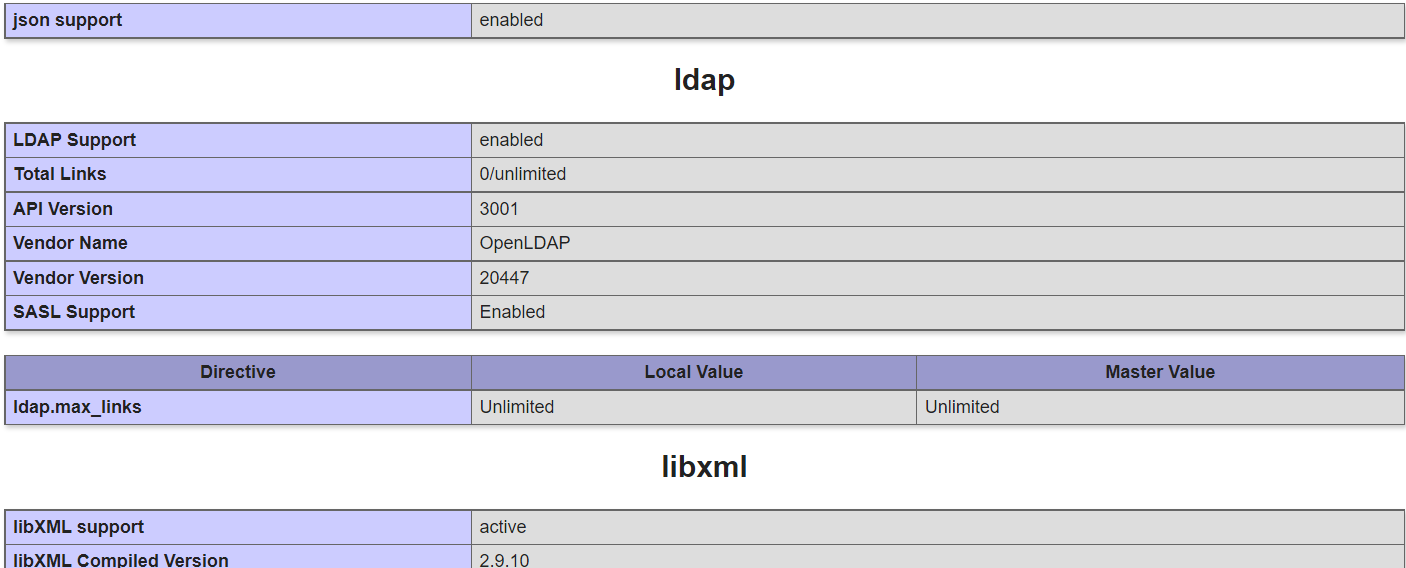 json support enabled
ldap
LDAP Support enabled
Total Links 0/unlimited
API Version 3001
Vendor Name OpenLDAP
Vendor Version 20447
SASL Support Enabled
Directive Local Value Master Value
ldap.max_links Unlimited Unlimited
libxml
libXML support active
libXML Compiled Version 2.9.10